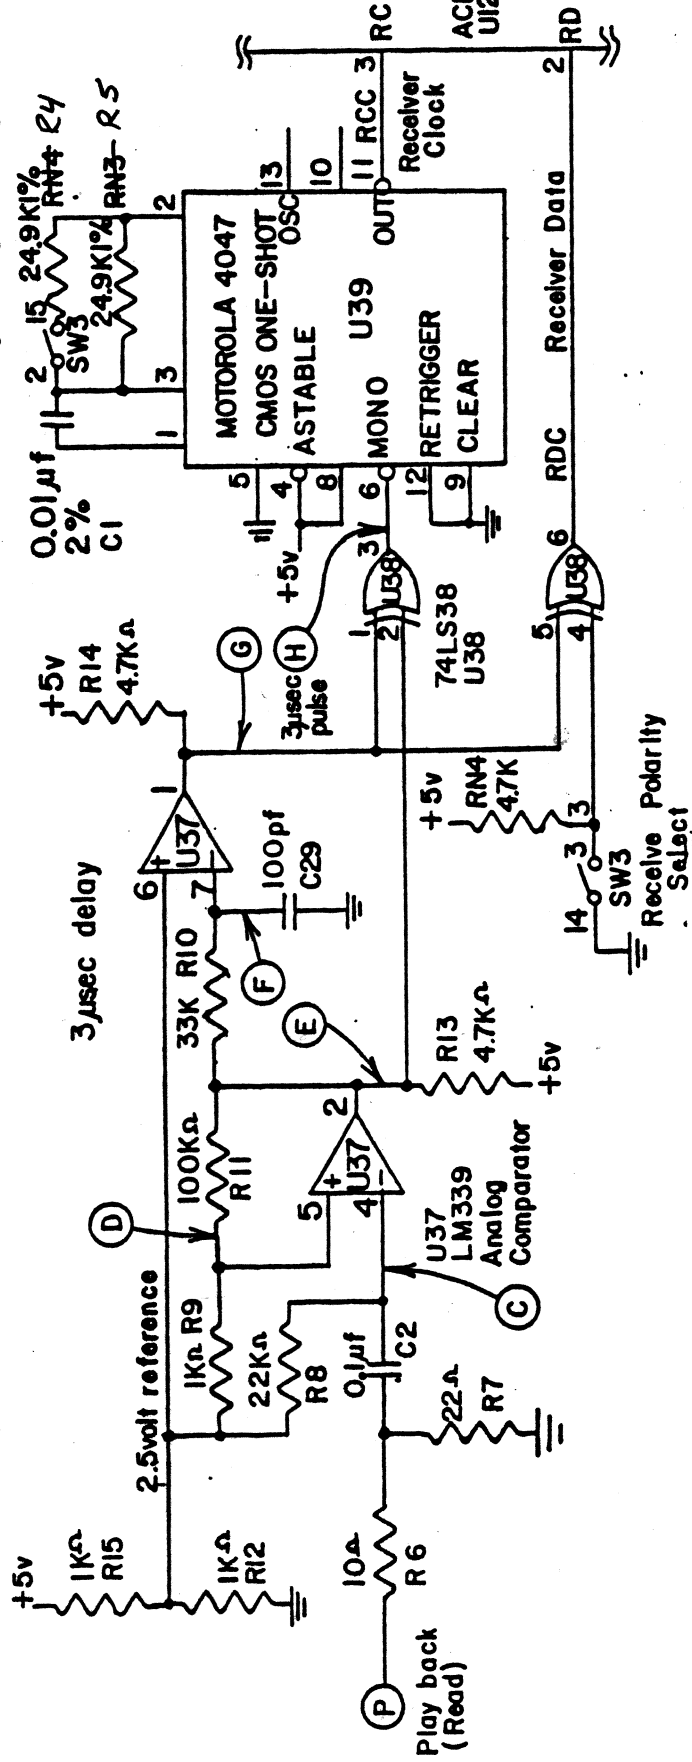 +5v
1KΩ
R15
1KΩ
R12
2.5volt reference
P
Play back
(Read)
10Ω
R6
22Ω
R7
0.1µf
C2
1KΩ R9
22KΩ
R8
D
100KΩ
R11
C
5
4
+
−
U37
2
U37
LM339
Analog
Comparator
E
R13
4.7KΩ
+5v
3µsec delay
33K R10
F
100pf
C29
6
7
+
−
U37
1
+5v
R14
4.7KΩ
G
H
3µsec
pulse
1
2
U38
3
74LS38
U38
+5v
RN4
4.7K
3
3
14
SW3
Receive Polarity
Select
5
4
U38
6
RDC
Receiver Data
0.01µf
2%
C1
2
15
SW3
24.9K1%
RN4 R4
24.9K1%
RN3 R5
1
3
2
5
4
8
6
12
9
+5v
MOTOROLA 4047
CMOS ONE-SHOT
OSC
ASTABLE
U39
MONO
OUT
RETRIGGER
CLEAR
13
10
11
RCC
Receiver
Clock
3
RC
2
RD